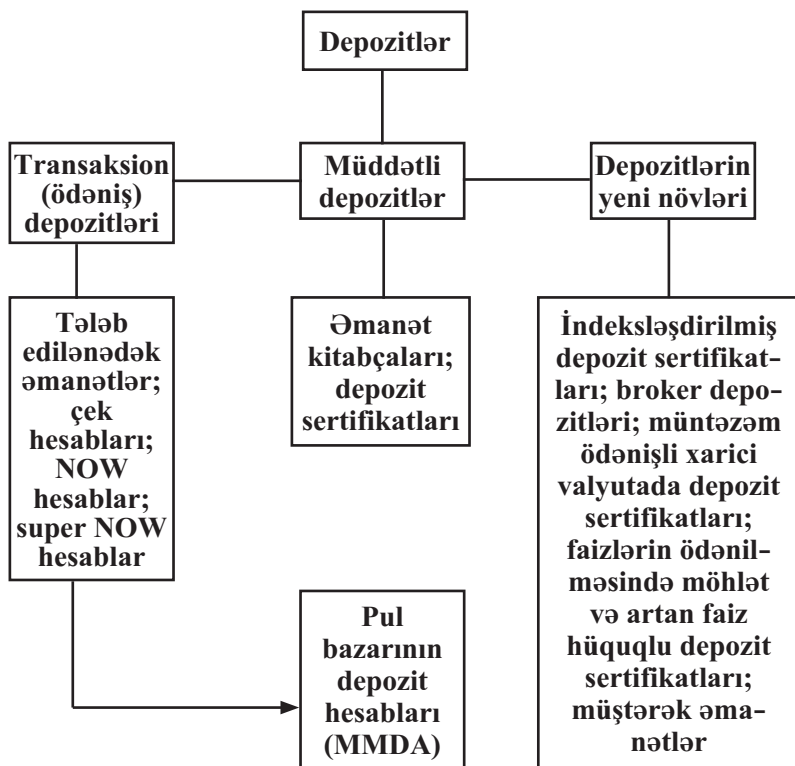 Depozitlər
Transaksion
(ödəniş)
depozitləri
Müddətli
depozitlər
Depozitlərin
yeni növləri
Tələb
edilənədək
əmanətlər;
çek
hesabları;
NOW
hesablar;
super NOW
hesablar
Əmanət
kitabçaları;
depozit
sertifikatları
İndeksləşdirilmiş
depozit sertifikat-
ları; broker depo-
zitləri; müntəzəm
ödənişli xarici
valyutada depozit
sertifikatları;
faizlərin ödənil-
məsində möhlət
və artan faiz
hüquqlu depozit
sertifikatları;
müştərək əma-
nətlər
Pul
bazarının
depozit
hesabları
(MMDA)